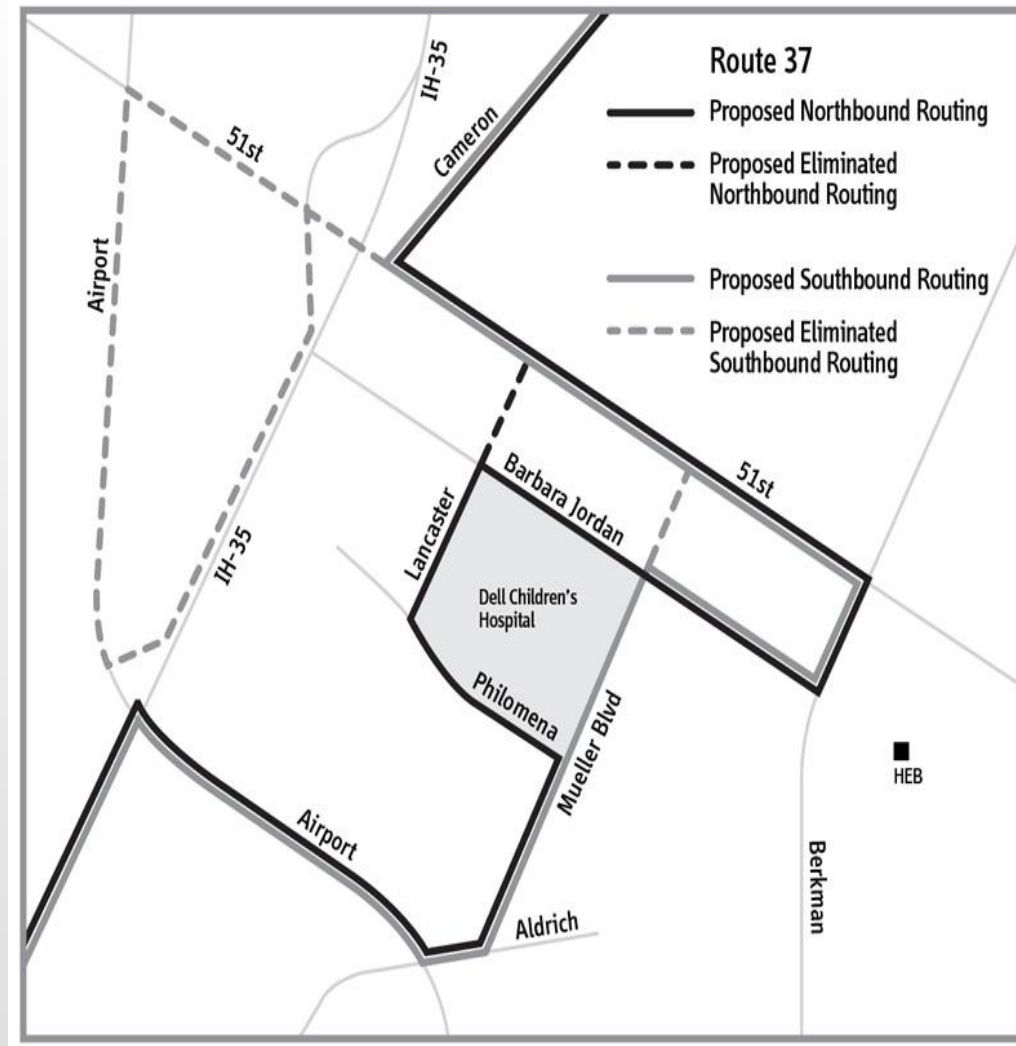 Route 37
Proposed Northbound Routing
Proposed Eliminated
Northbound Routing
Proposed Southbound Routing
Proposed Eliminated
Southbound Routing
IH-35
Cameron
51st
Airport
51st
Barbara Jordan
Lancaster
IH-35
Dell Children's
Hospital
Philomena
Mueller Blvd
HEB
Airport
Berkman
Aldrich